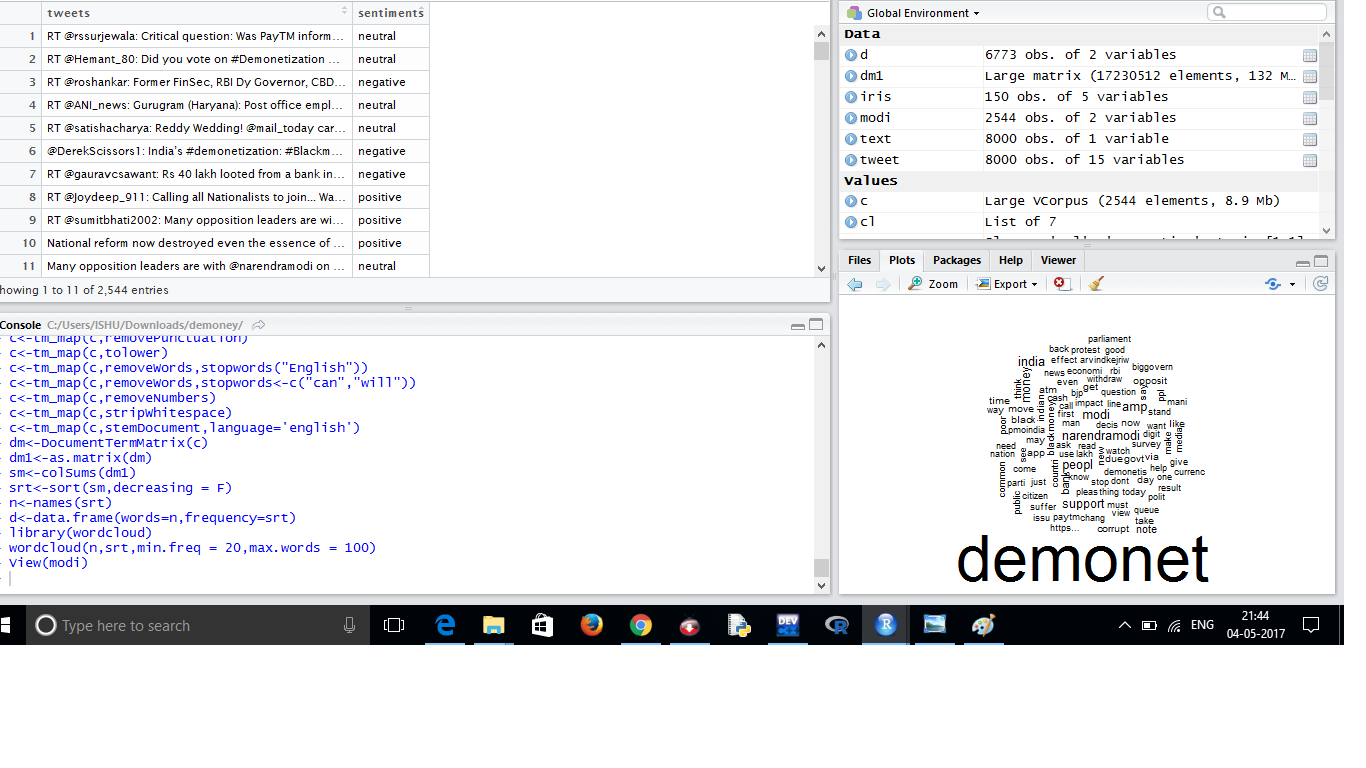 tweets sentiments
1 RT @rssurjewala: Critical question: Was PayTM inform... neutral
2 RT @Hemant_80: Did you vote on #Demonetization ... neutral
3 RT @roshankar: Former FinSec, RBI Dy Governor, CBD... negative
4 RT @ANI_news: Gurugram (Haryana): Post office empl... neutral
5 RT @satishacharya: Reddy Wedding! @mail_today car... neutral
6 @DerekScissors1: India's #demonetization: #Blackm... negative
7 RT @gauravcsawant: Rs 40 lakh looted from a bank in... negative
8 RT @Joydeep_911: Calling all Nationalists to join... Wa... positive
9 RT @sumitbhati2002: Many opposition leaders are wi... positive
10 National reform now destroyed even the essence of ... positive
11 Many opposition leaders are with @narendramodi on ... neutral
howing 1 to 11 of 2,544 entries
Console C:/Users/ISHU/Downloads/demoney/
c<-tm_map(c,removePunctuation)
c<-tm_map(c,tolower)
c<-tm_map(c,removeWords,stopwords("English"))
c<-tm_map(c,removeWords,stopwords<-c("can","will"))
c<-tm_map(c,removeNumbers)
c<-tm_map(c,stripWhitespace)
c<-tm_map(c,stemDocument,language='english')
dm<-DocumentTermMatrix(c)
dm1<-as.matrix(dm)
sm<-colSums(dm1)
srt<-sort(sm,decreasing = F)
n<-names(srt)
d<-data.frame(words=n,frequency=srt)
library(wordcloud)
wordcloud(n,srt,min.freq = 20,max.words = 100)
View(modi)
Global Environment
Data
d 6773 obs. of 2 variables
dm1 Large matrix (17230512 elements, 132 M...
iris 150 obs. of 5 variables
modi 2544 obs. of 2 variables
text 8000 obs. of 1 variable
tweet 8000 obs. of 15 variables
Values
c Large VCorpus (2544 elements, 8.9 Mb)
cl List of 7
Files Plots Packages Help Viewer
Zoom Export
parliament
back protest good
india effect arvindkejriw
news economi rbi biggovern
think money even withdraw opposit
atm bjp get question say ppl
time indian cash call impact line amp mani
way move first modi stand
poor black blackmoney man decis now want like
pmoindia narendramodi digit
may ask read survey make media
need see app use lakh new watch
nation peopl due govt via
common come countri bank know demonetis help give
stop dont day one currenc
parti just pleas thing today result
public citizen polit
suffer support must
issu paytm chang view queue
https... take
corrupt note
demonet
Type here to search
DEV
ENG
21:44
04-05-2017